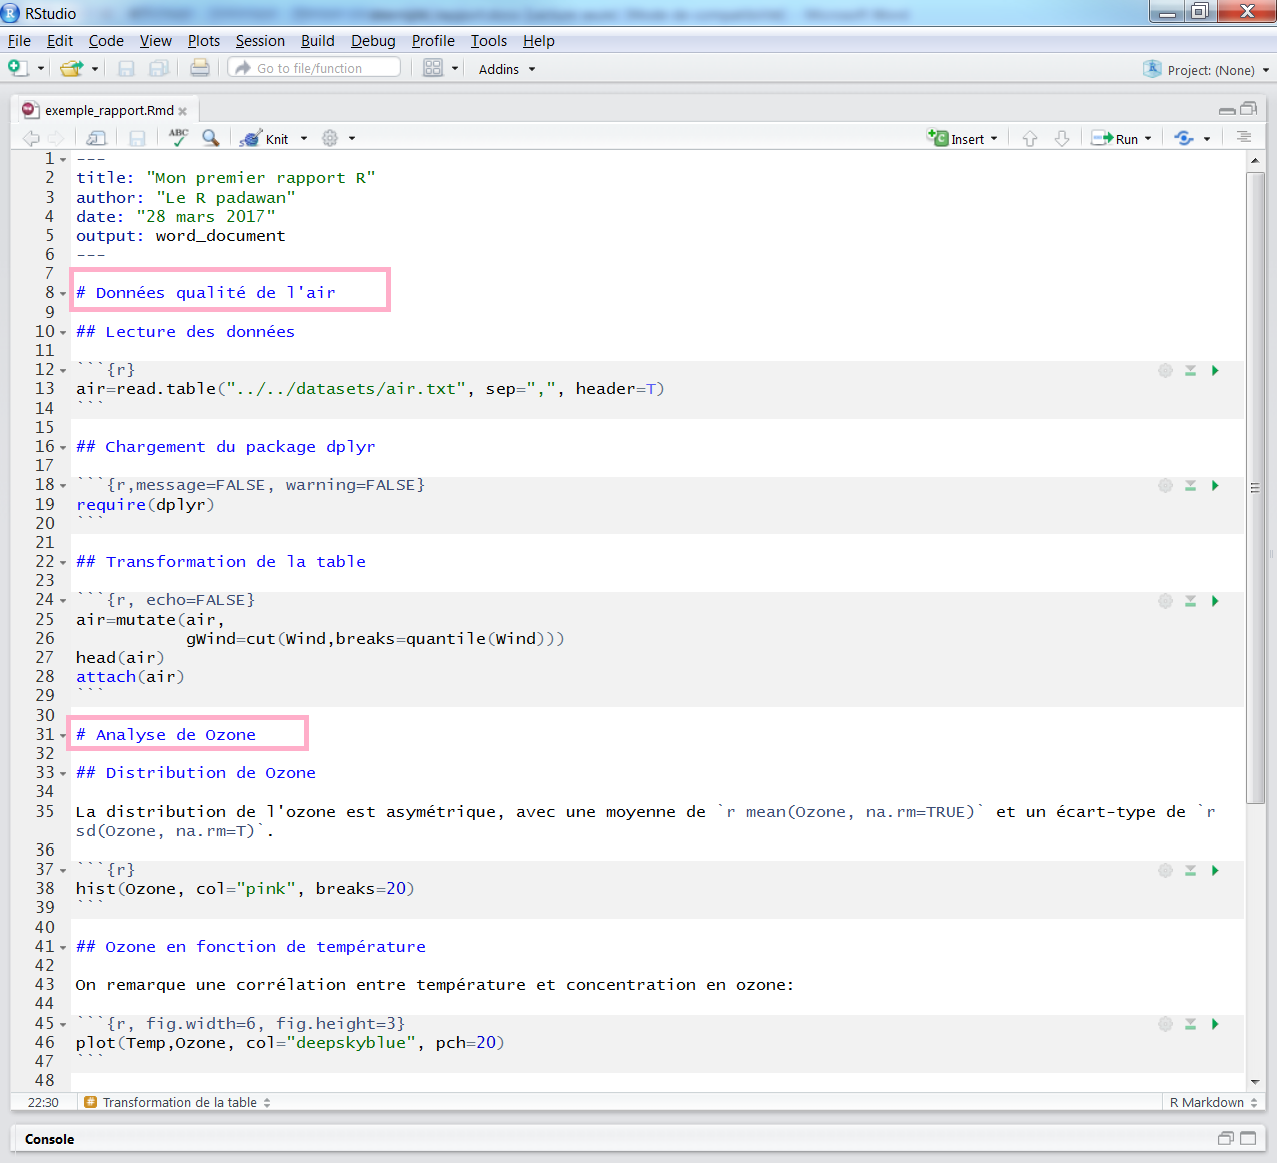 RStudio
File Edit Code View Plots Session Build Debug Profile Tools Help
Go to file/function Addins Project: (None)
exemple_rapport.Rmd
ABC Knit Insert Run
1 ---
2 title: "Mon premier rapport R"
3 author: "Le R padawan"
4 date: "28 mars 2017"
5 output: word_document
6 ---
7
8 # Données qualité de l'air
9
10 ## Lecture des données
11
12 ```{r}
13 air=read.table("../../datasets/air.txt", sep=",", header=T)
14 ```
15
16 ## Chargement du package dplyr
17
18 ```{r,message=FALSE, warning=FALSE}
19 require(dplyr)
20 ```
21
22 ## Transformation de la table
23
24 ```{r, echo=FALSE}
25 air=mutate(air,
26 gWind=cut(Wind,breaks=quantile(Wind)))
27 head(air)
28 attach(air)
29 ```
30
31 # Analyse de Ozone
32
33 ## Distribution de Ozone
34
35 La distribution de l'ozone est asymétrique, avec une moyenne de `r mean(Ozone, na.rm=TRUE)` et un écart-type de `r
sd(Ozone, na.rm=T)`.
36
37 ```{r}
38 hist(Ozone, col="pink", breaks=20)
39 ```
40
41 ## Ozone en fonction de température
42
43 On remarque une corrélation entre température et concentration en ozone:
44
45 ```{r, fig.width=6, fig.height=3}
46 plot(Temp,Ozone, col="deepskyblue", pch=20)
47 ```
48
22:30 # Transformation de la table R Markdown
Console